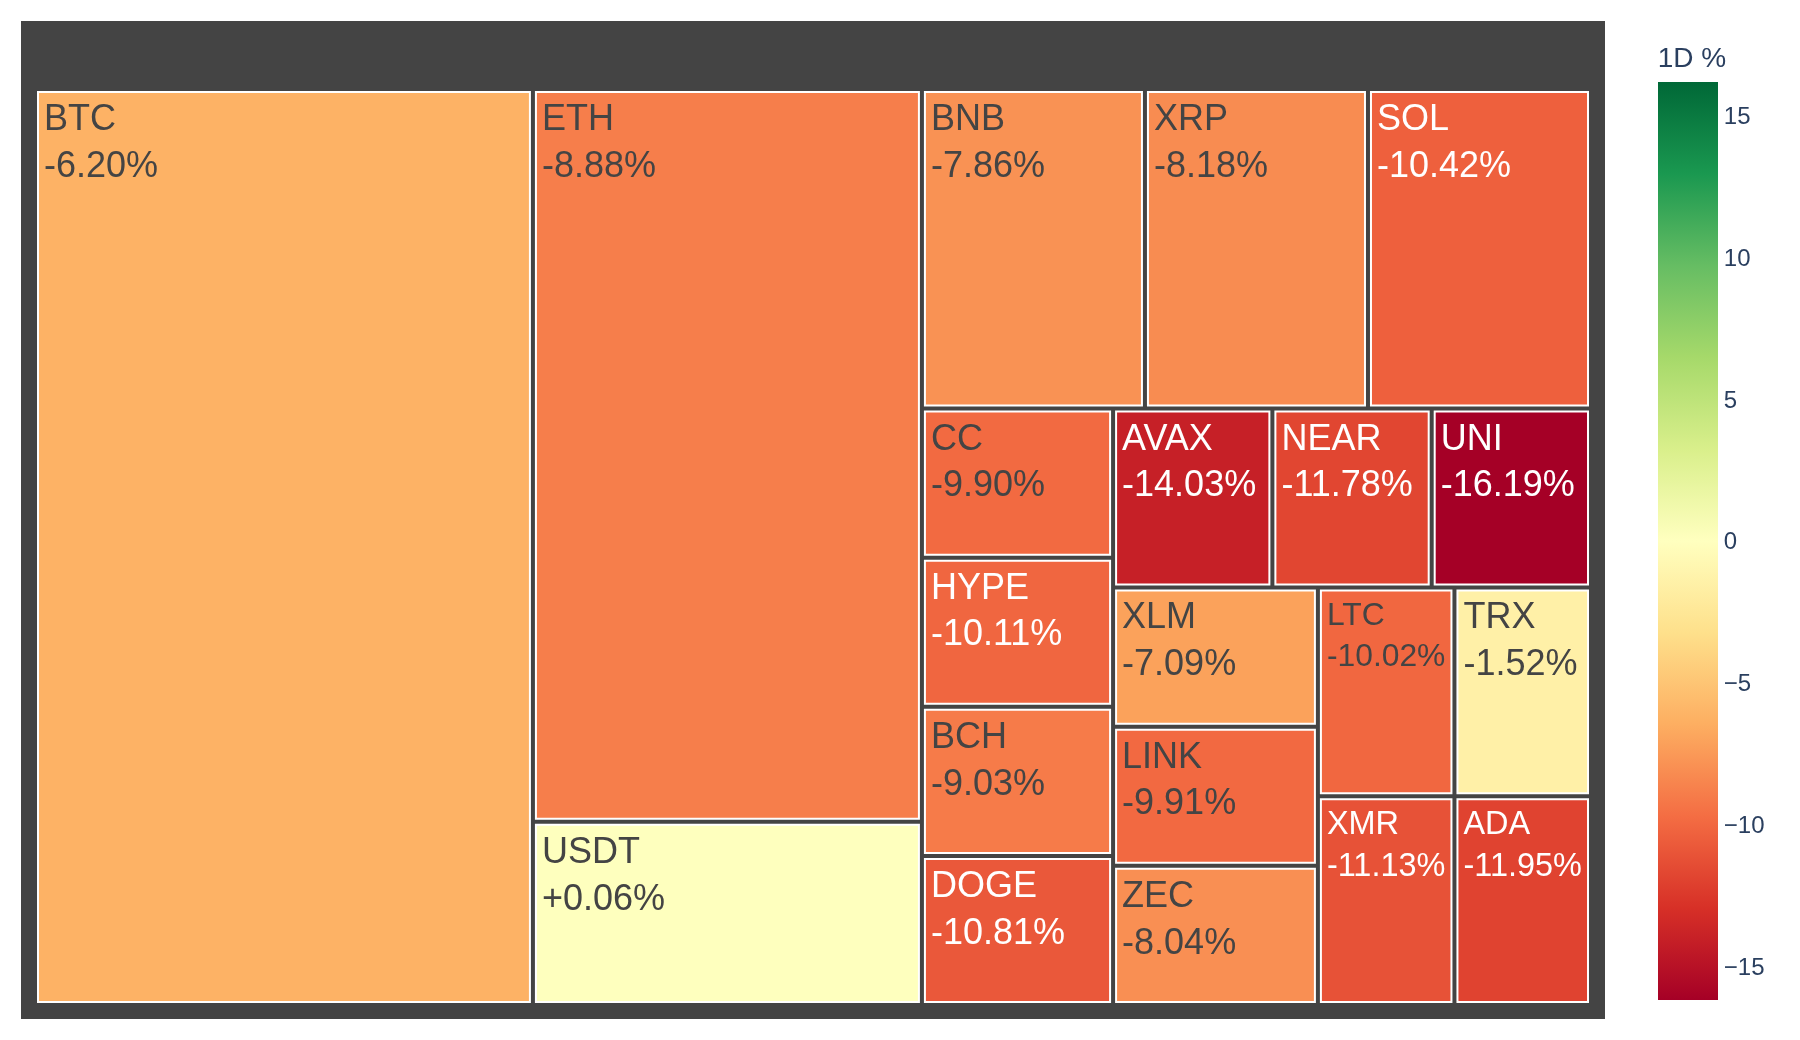 BTC
-6.20%
ETH
-8.88%
USDT
+0.06%
BNB
-7.86%
XRP
-8.18%
SOL
-10.42%
CC
-9.90%
HYPE
-10.11%
BCH
-9.03%
DOGE
-10.81%
AVAX
-14.03%
NEAR
-11.78%
UNI
-16.19%
XLM
-7.09%
LINK
-9.91%
ZEC
-8.04%
LTC
-10.02%
TRX
-1.52%
XMR
-11.13%
ADA
-11.95%
1D %
15
10
5
0
−5
−10
−15